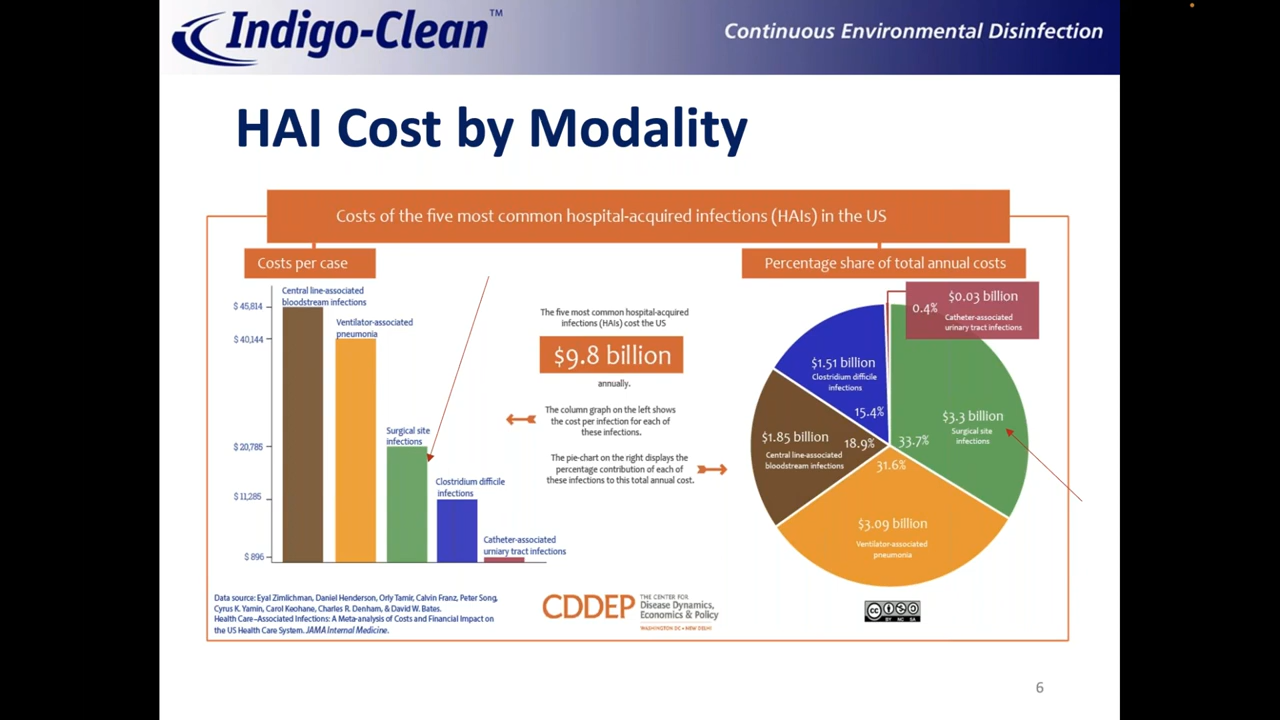 Indigo-Clean™
Continuous Environmental Disinfection
HAI Cost by Modality
Costs of the five most common hospital-acquired infections (HAIs) in the US
Costs per case
$ 45,814
$ 40,144
$ 20,785
$ 11,285
$ 896
Central line-associated
bloodstream infections
Ventilator-associated
pneumonia
Surgical site
infections
Clostridium difficile
infections
Catheter-associated
urniary tract infections
The five most common hospital-acquired
infections (HAIs) cost the US
$9.8 billion
annually.
The column graph on the left shows
the cost per infection for each of
these infections.
The pie-chart on the right displays the
percentage contribution of each of
these infections to this total annual cost.
Percentage share of total annual costs
0.4%
$0.03 billion
Catheter-associated
urinary tract infections
$1.51 billion
Clostridium difficile
infections
15.4%
$3.3 billion
Surgical site
infections
33.7%
$1.85 billion
Central line-associated
bloodstream infections
18.9%
31.6%
$3.09 billion
Ventilator-associated
pneumonia
Data source: Eyal Zimlichman, Daniel Henderson, Orly Tamir, Calvin Franz, Peter Song,
Cyrus K. Yamin, Carol Keohane, Charles R. Denham, & David W. Bates.
Health Care–Associated Infections: A Meta-analysis of Costs and Financial Impact on
the US Health Care System. JAMA Internal Medicine.
CDDEP
THE CENTER FOR
Disease Dynamics,
Economics & Policy
WASHINGTON DC • NEW DELHI
cc
BY NC SA
6